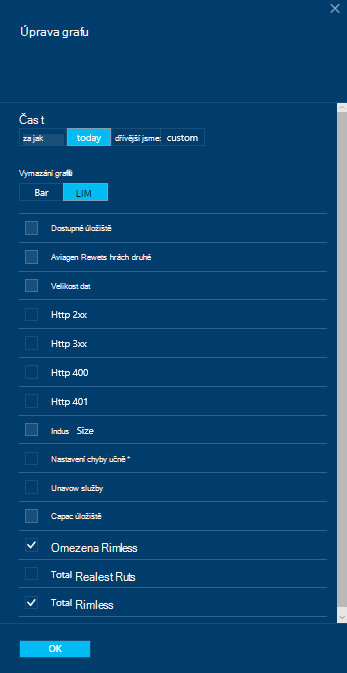 Úprava grafu
Čas t
za jak today dřívější jsme: custom
Vymazání grafů
Bar LIM
Dostupné úložiště
Aviagen Rewets hrách druhé
Velikost dat
Http 2xx
Http 3xx
Http 400
Http 401
Indus Size
Nastavení chyby učně *
Unavow služby
Capac úložiště
Omezena Rimless
Total Realest Ruts
Total Rimless
OK